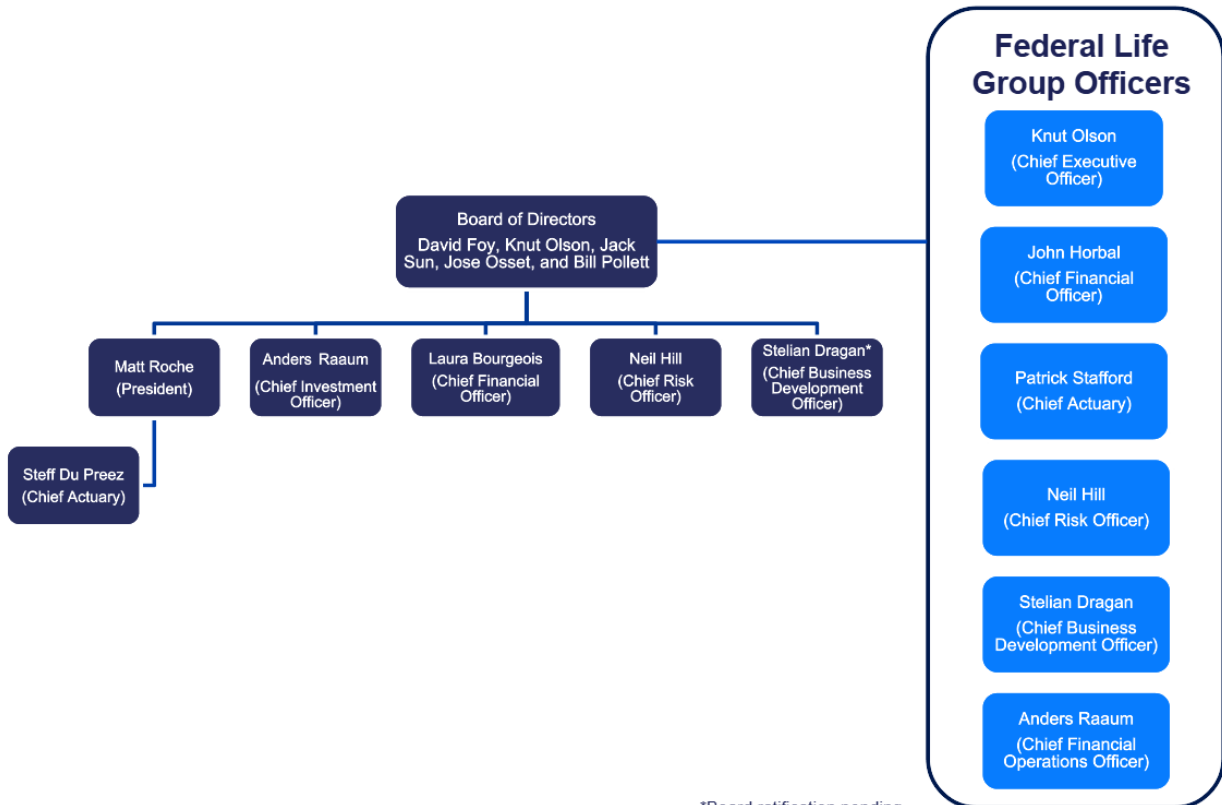 Federal Life
Group Officers
Knut Olson
(Chief Executive
Officer)
John Horbal
(Chief Financial
Officer)
Patrick Stafford
(Chief Actuary)
Neil Hill
(Chief Risk Officer)
Stelian Dragan
(Chief Business
Development Officer)
Anders Raaum
(Chief Financial
Operations Officer)
Board of Directors
David Foy, Knut Olson, Jack
Sun, Jose Osset, and Bill Pollett
Matt Roche
(President)
Anders Raaum
(Chief Investment
Officer)
Laura Bourgeois
(Chief Financial
Officer)
Neil Hill
(Chief Risk
Officer)
Stelian Dragan*
(Chief Business
Development
Officer)
Steff Du Preez
(Chief Actuary)
*Board ratification pending